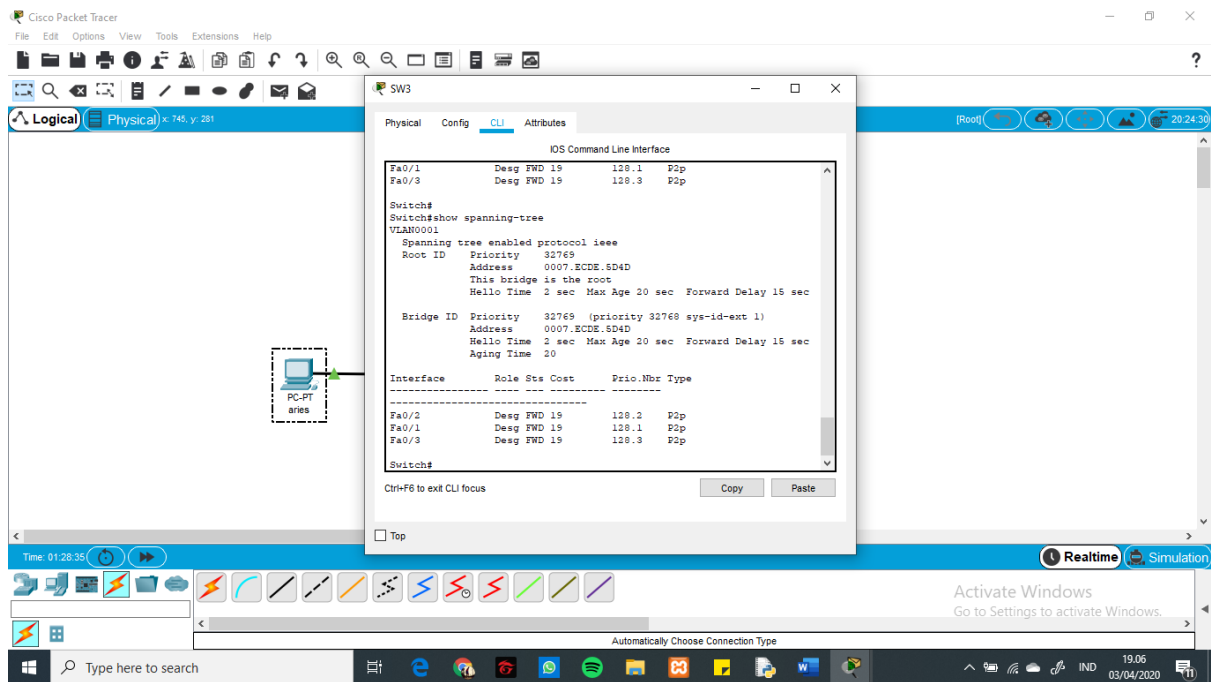 Cisco Packet Tracer
File Edit Options View Tools Extensions Help
?
Logical Physical x: 745, y: 281
[Root] 20:24:30
SW3
Physical Config CLI Attributes
IOS Command Line Interface
Fa0/1 Desg FWD 19 128.1 P2p
Fa0/3 Desg FWD 19 128.3 P2p
Switch#
Switch#show spanning-tree
VLAN0001
Spanning tree enabled protocol ieee
Root ID Priority 32769
Address 0007.ECDE.5D4D
This bridge is the root
Hello Time 2 sec Max Age 20 sec Forward Delay 15 sec
Bridge ID Priority 32769 (priority 32768 sys-id-ext 1)
Address 0007.ECDE.5D4D
Hello Time 2 sec Max Age 20 sec Forward Delay 15 sec
Aging Time 20
Interface Role Sts Cost Prio.Nbr Type
---------------- ---- --- --------- --------
--------------------------------
Fa0/2 Desg FWD 19 128.2 P2p
Fa0/1 Desg FWD 19 128.1 P2p
Fa0/3 Desg FWD 19 128.3 P2p
Switch#
Ctrl+F6 to exit CLI focus
Copy Paste
Top
PC-PT
aries
Time: 01:28:35
Realtime Simulation
Activate Windows
Go to Settings to activate Windows.
Automatically Choose Connection Type
Type here to search
IND
19.06
03/04/2020